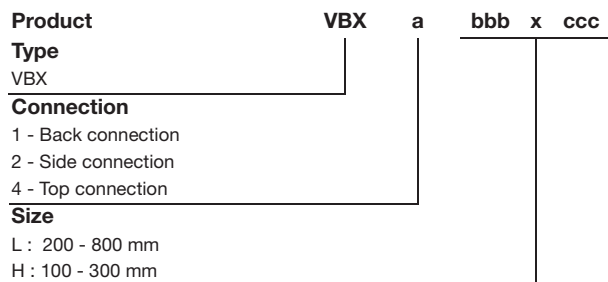 Product VBX a bbb x ccc
Type
VBX
Connection
1 - Back connection
2 - Side connection
4 - Top connection
Size
L : 200 - 800 mm
H : 100 - 300 mm